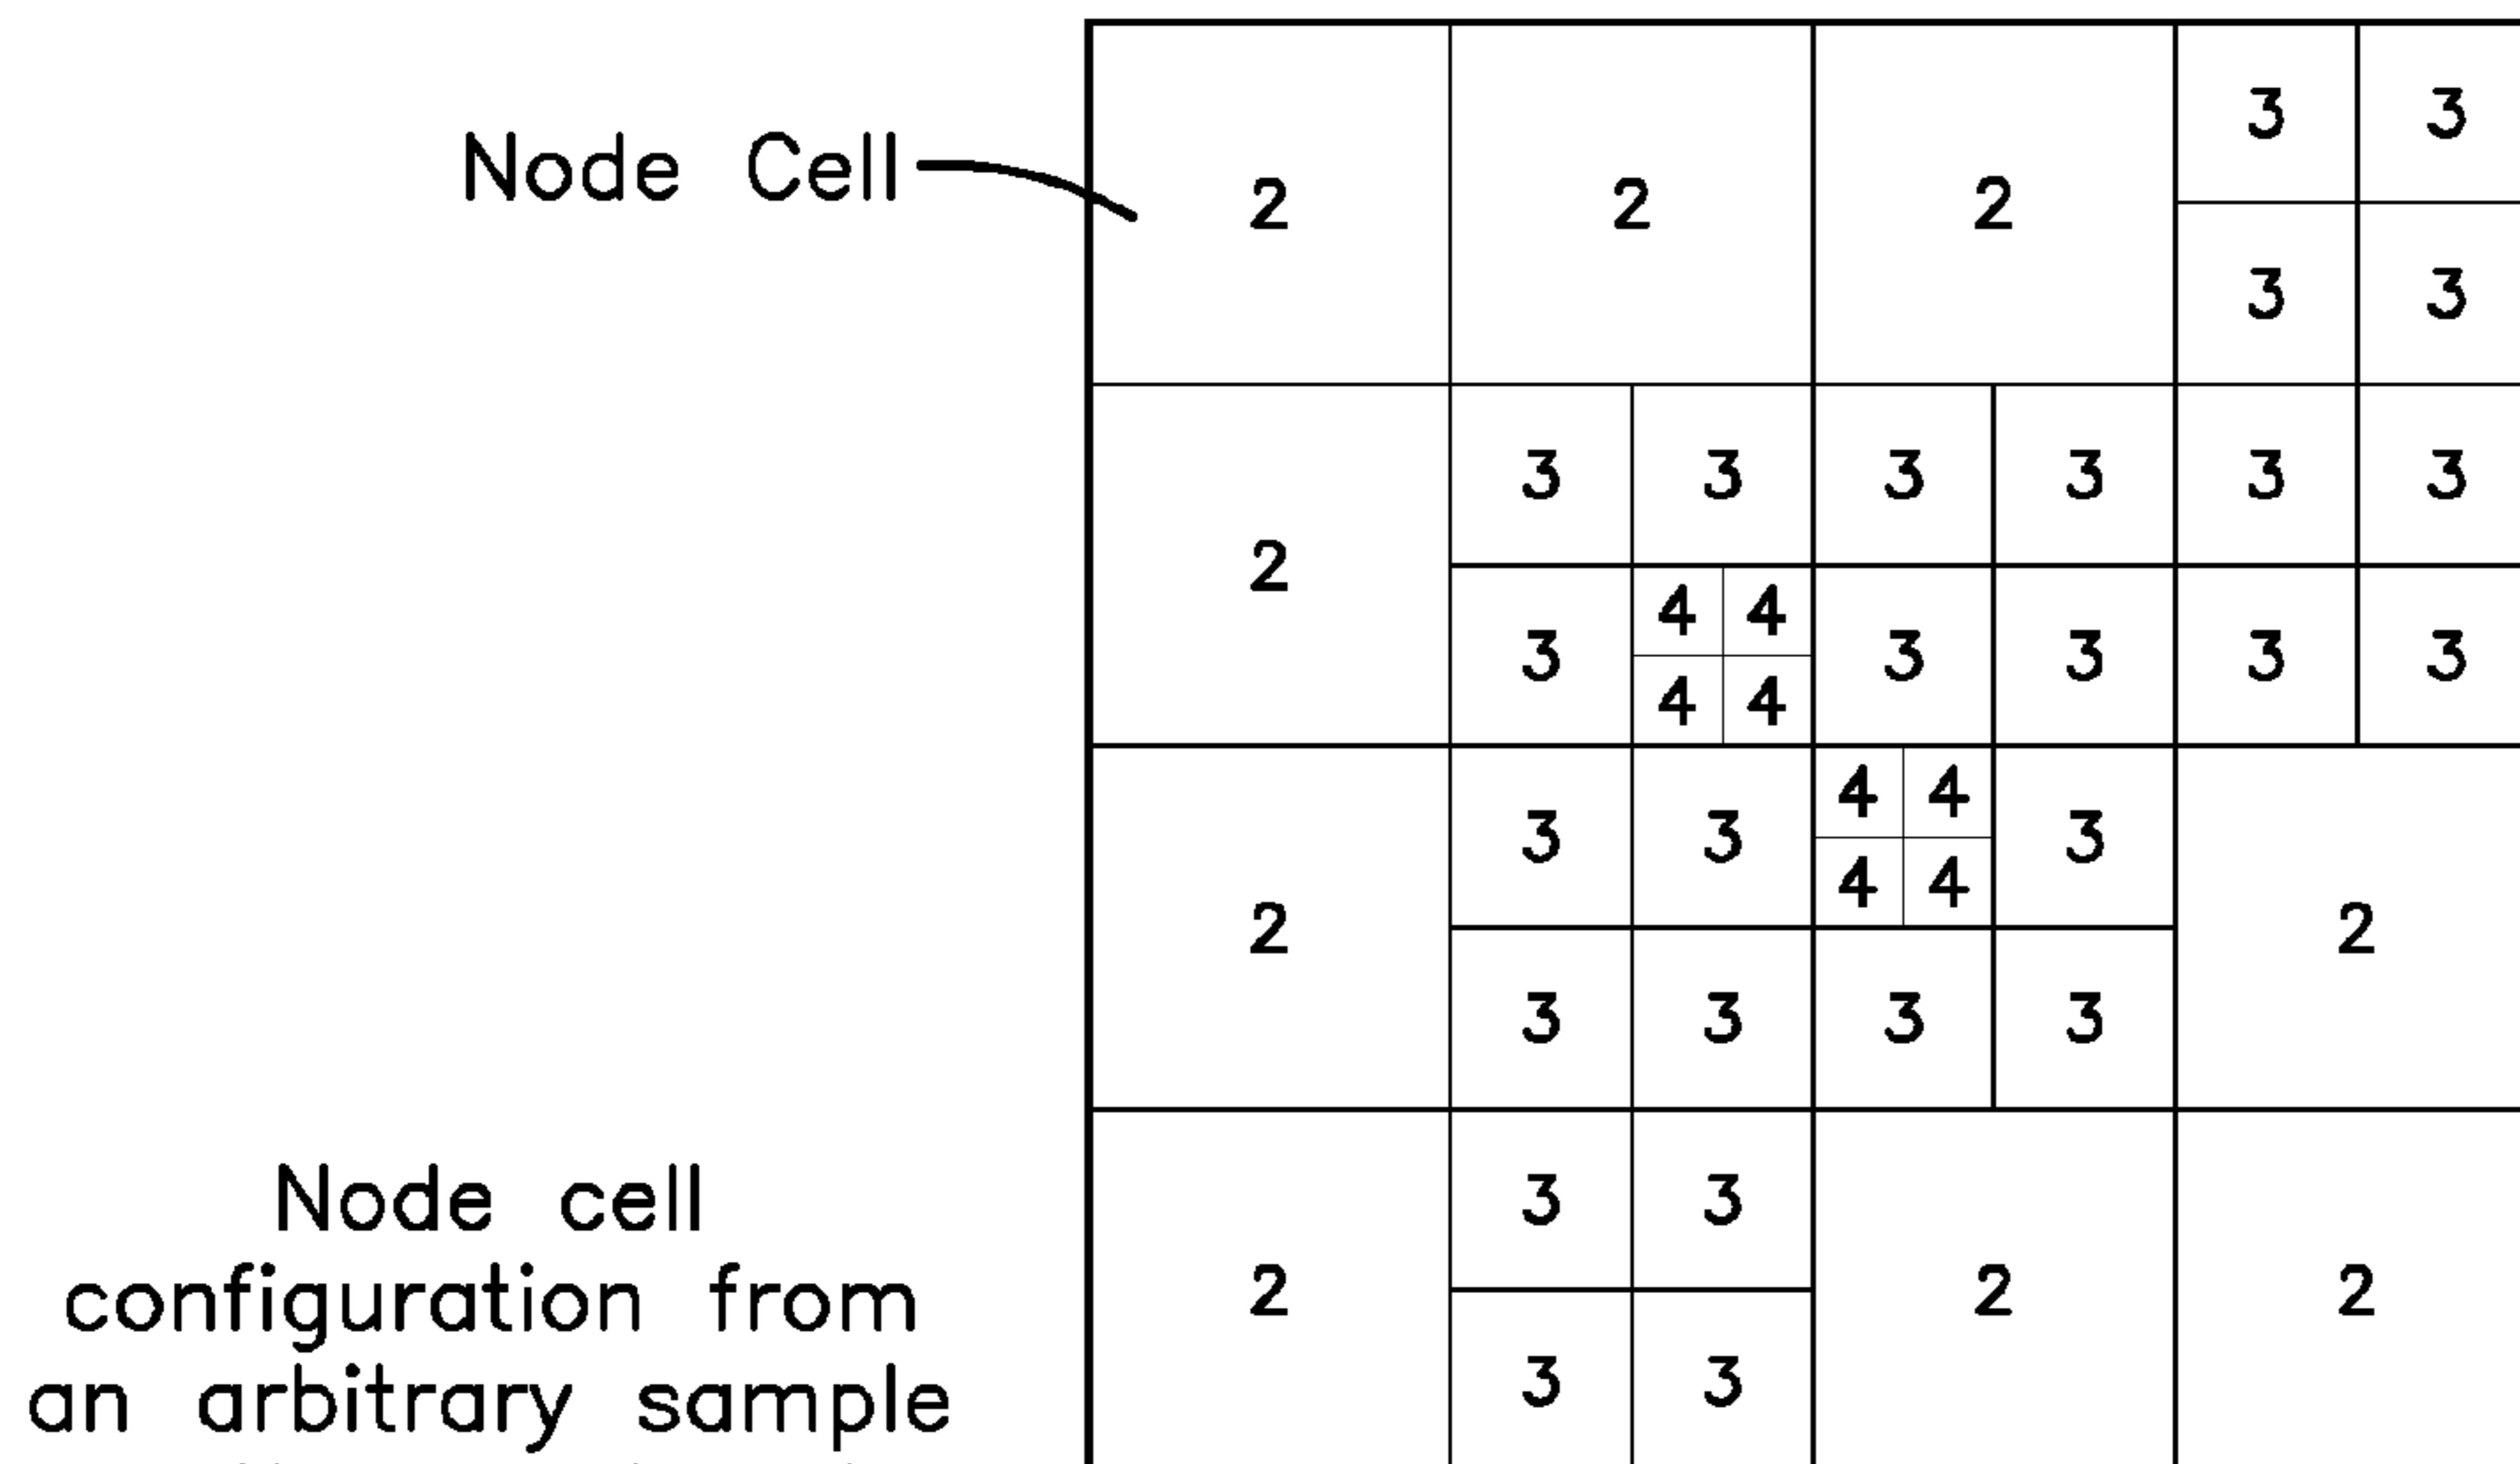 Node Cell
2 2 2 3 3
3 3
2 3 3 3 3 3 3
3 4 4 3 3 3 3
4 4
2 3 3 4 4 3 2
4 4
3 3 3 3
2 3 3 2 2
3 3
Node cell
configuration from
an arbitrary sample